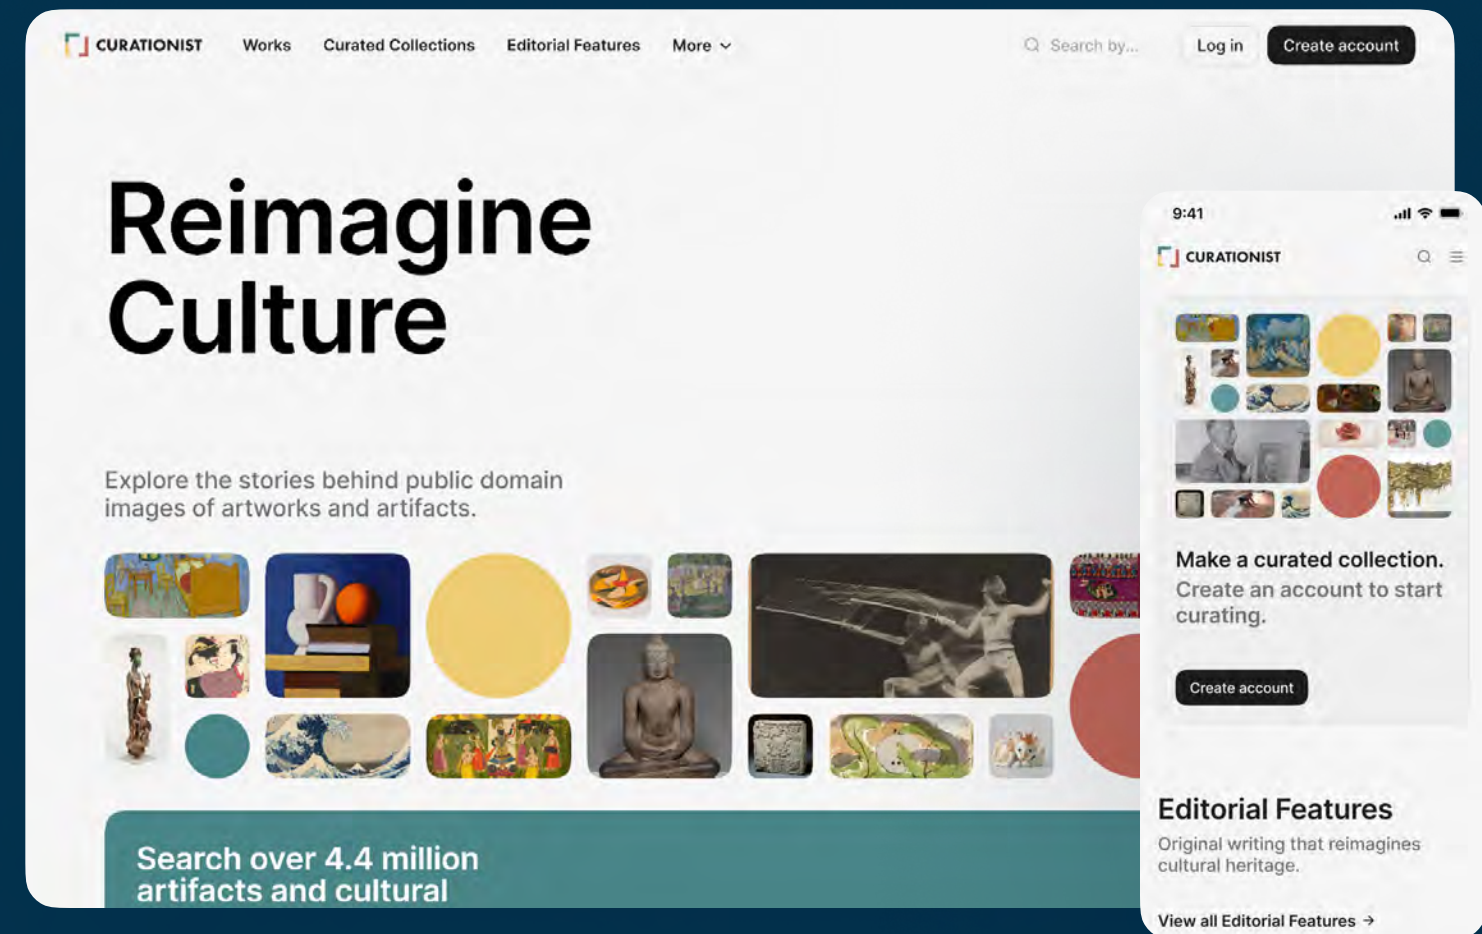 CURATIONIST
Works
Curated Collections
Editorial Features
More
Search by...
Log in
Create account
Reimagine
Culture
Explore the stories behind public domain
images of artworks and artifacts.
Search over 4.4 million
artifacts and cultural
9:41
CURATIONIST
Make a curated collection.
Create an account to start
curating.
Create account
Editorial Features
Original writing that reimagines
cultural heritage.
View all Editorial Features →